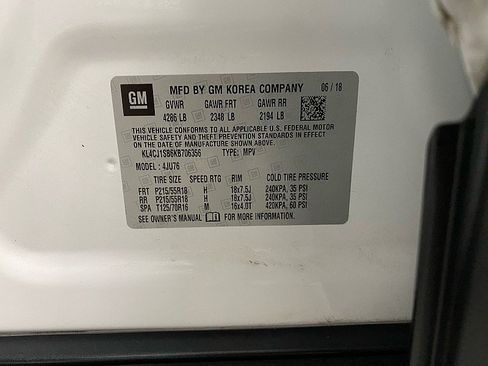 GM
MFD BY GM KOREA COMPANY 06 / 18
GVWR GAWR FRT GAWR RR
4286 LB 2348 LB 2194 LB
THIS VEHICLE CONFORMS TO ALL APPLICABLE U.S. FEDERAL MOTOR
VEHICLE SAFETY, BUMPER, AND THEFT PREVENTION STANDARDS IN EFFECT
ON THE DATE OF MANUFACTURE SHOWN ABOVE.
KL4CJ1SB6KB706356 TYPE: MPV
MODEL : 4JU76
TIRE SIZE SPEED RTG RIM COLD TIRE PRESSURE
FRT P215/55R18 H 18x7.5J 240KPA, 35 PSI
RR P215/55R18 H 18x7.5J 240KPA, 35 PSI
SPA T125/70R16 M 16x4.0T 420KPA, 60 PSI
SEE OWNER'S MANUAL FOR MORE INFORMATION.